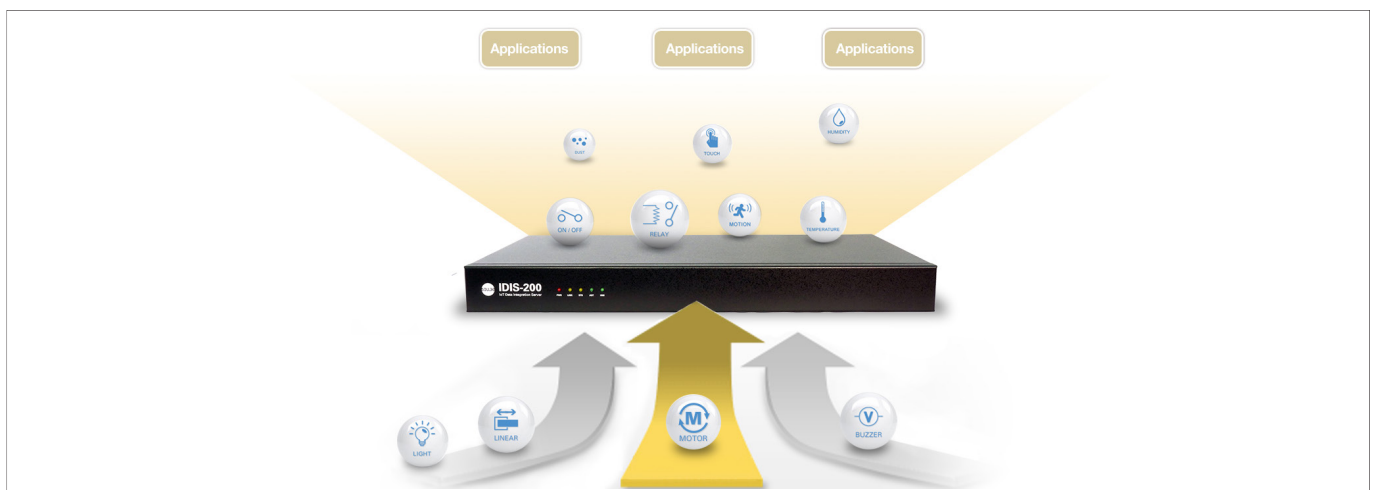 Applications
Applications
Applications
HUMIDITY
DUST
TOUCH
ON / OFF
RELAY
MOTION
TEMPERATURE
IDIS-200
IoT Data Integration Server
LIGHT
LINEAR
M
MOTOR
V
BUZZER